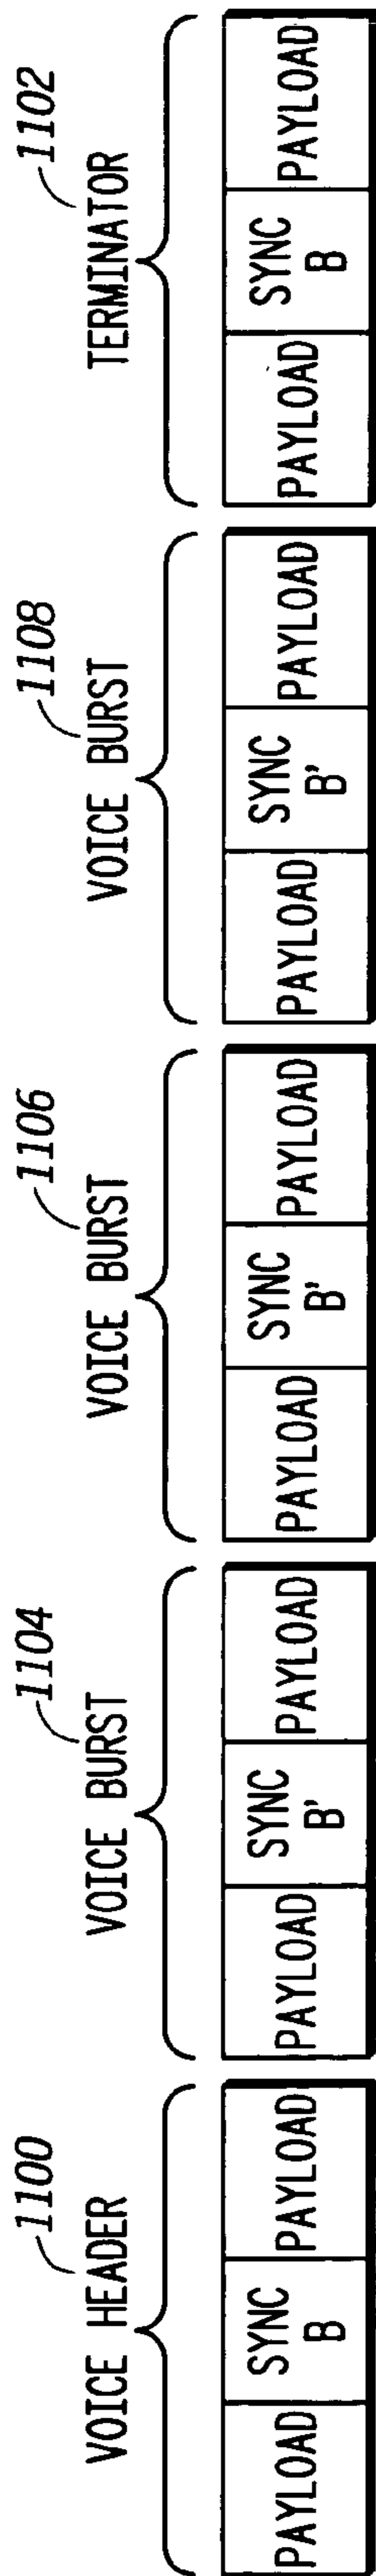 1100
VOICE HEADER
PAYLOAD
SYNC
B
PAYLOAD
1104
VOICE BURST
PAYLOAD
SYNC
B'
PAYLOAD
1106
VOICE BURST
PAYLOAD
SYNC
B'
PAYLOAD
1108
VOICE BURST
PAYLOAD
SYNC
B'
PAYLOAD
1102
TERMINATOR
PAYLOAD
SYNC
B
PAYLOAD